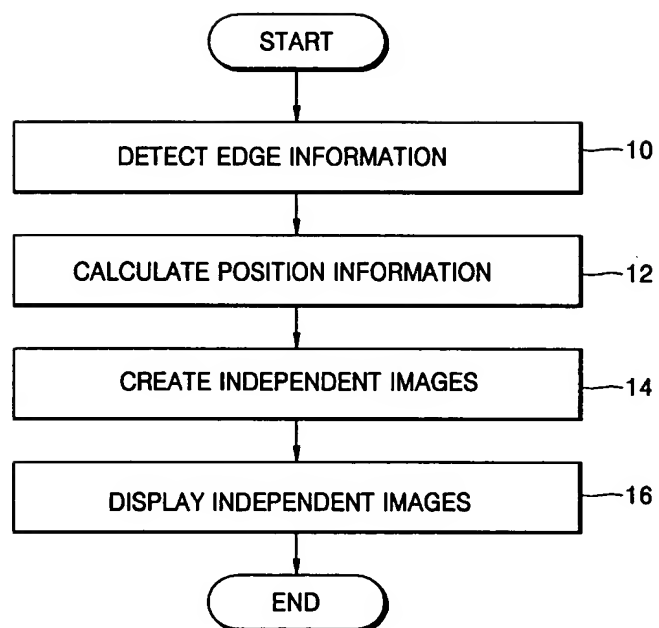 START
DETECT EDGE INFORMATION 10
CALCULATE POSITION INFORMATION 12
CREATE INDEPENDENT IMAGES 14
DISPLAY INDEPENDENT IMAGES 16
END